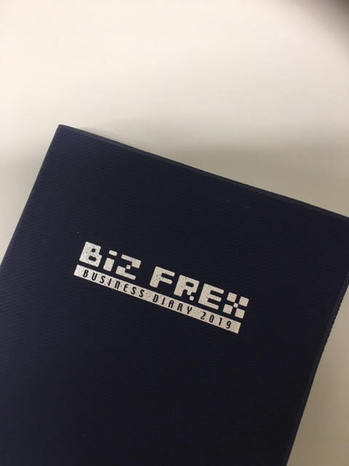 BiZ FREX
BUSINESS DIARY 2019